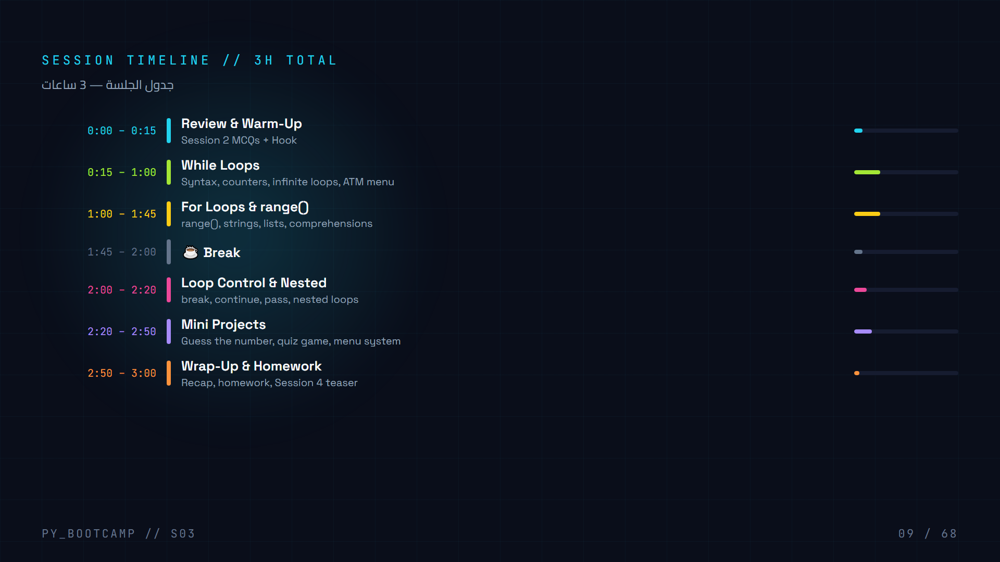 SESSION TIMELINE // 3H TOTAL
جدول الجلسة — 3 ساعات
0:00 – 0:15
Review & Warm-Up
Session 2 MCQs + Hook
0:15 – 1:00
While Loops
Syntax, counters, infinite loops, ATM menu
1:00 – 1:45
For Loops & range()
range(), strings, lists, comprehensions
1:45 – 2:00
☕ Break
2:00 – 2:20
Loop Control & Nested
break, continue, pass, nested loops
2:20 – 2:50
Mini Projects
Guess the number, quiz game, menu system
2:50 – 3:00
Wrap-Up & Homework
Recap, homework, Session 4 teaser
PY_BOOTCAMP // S03
09 / 68